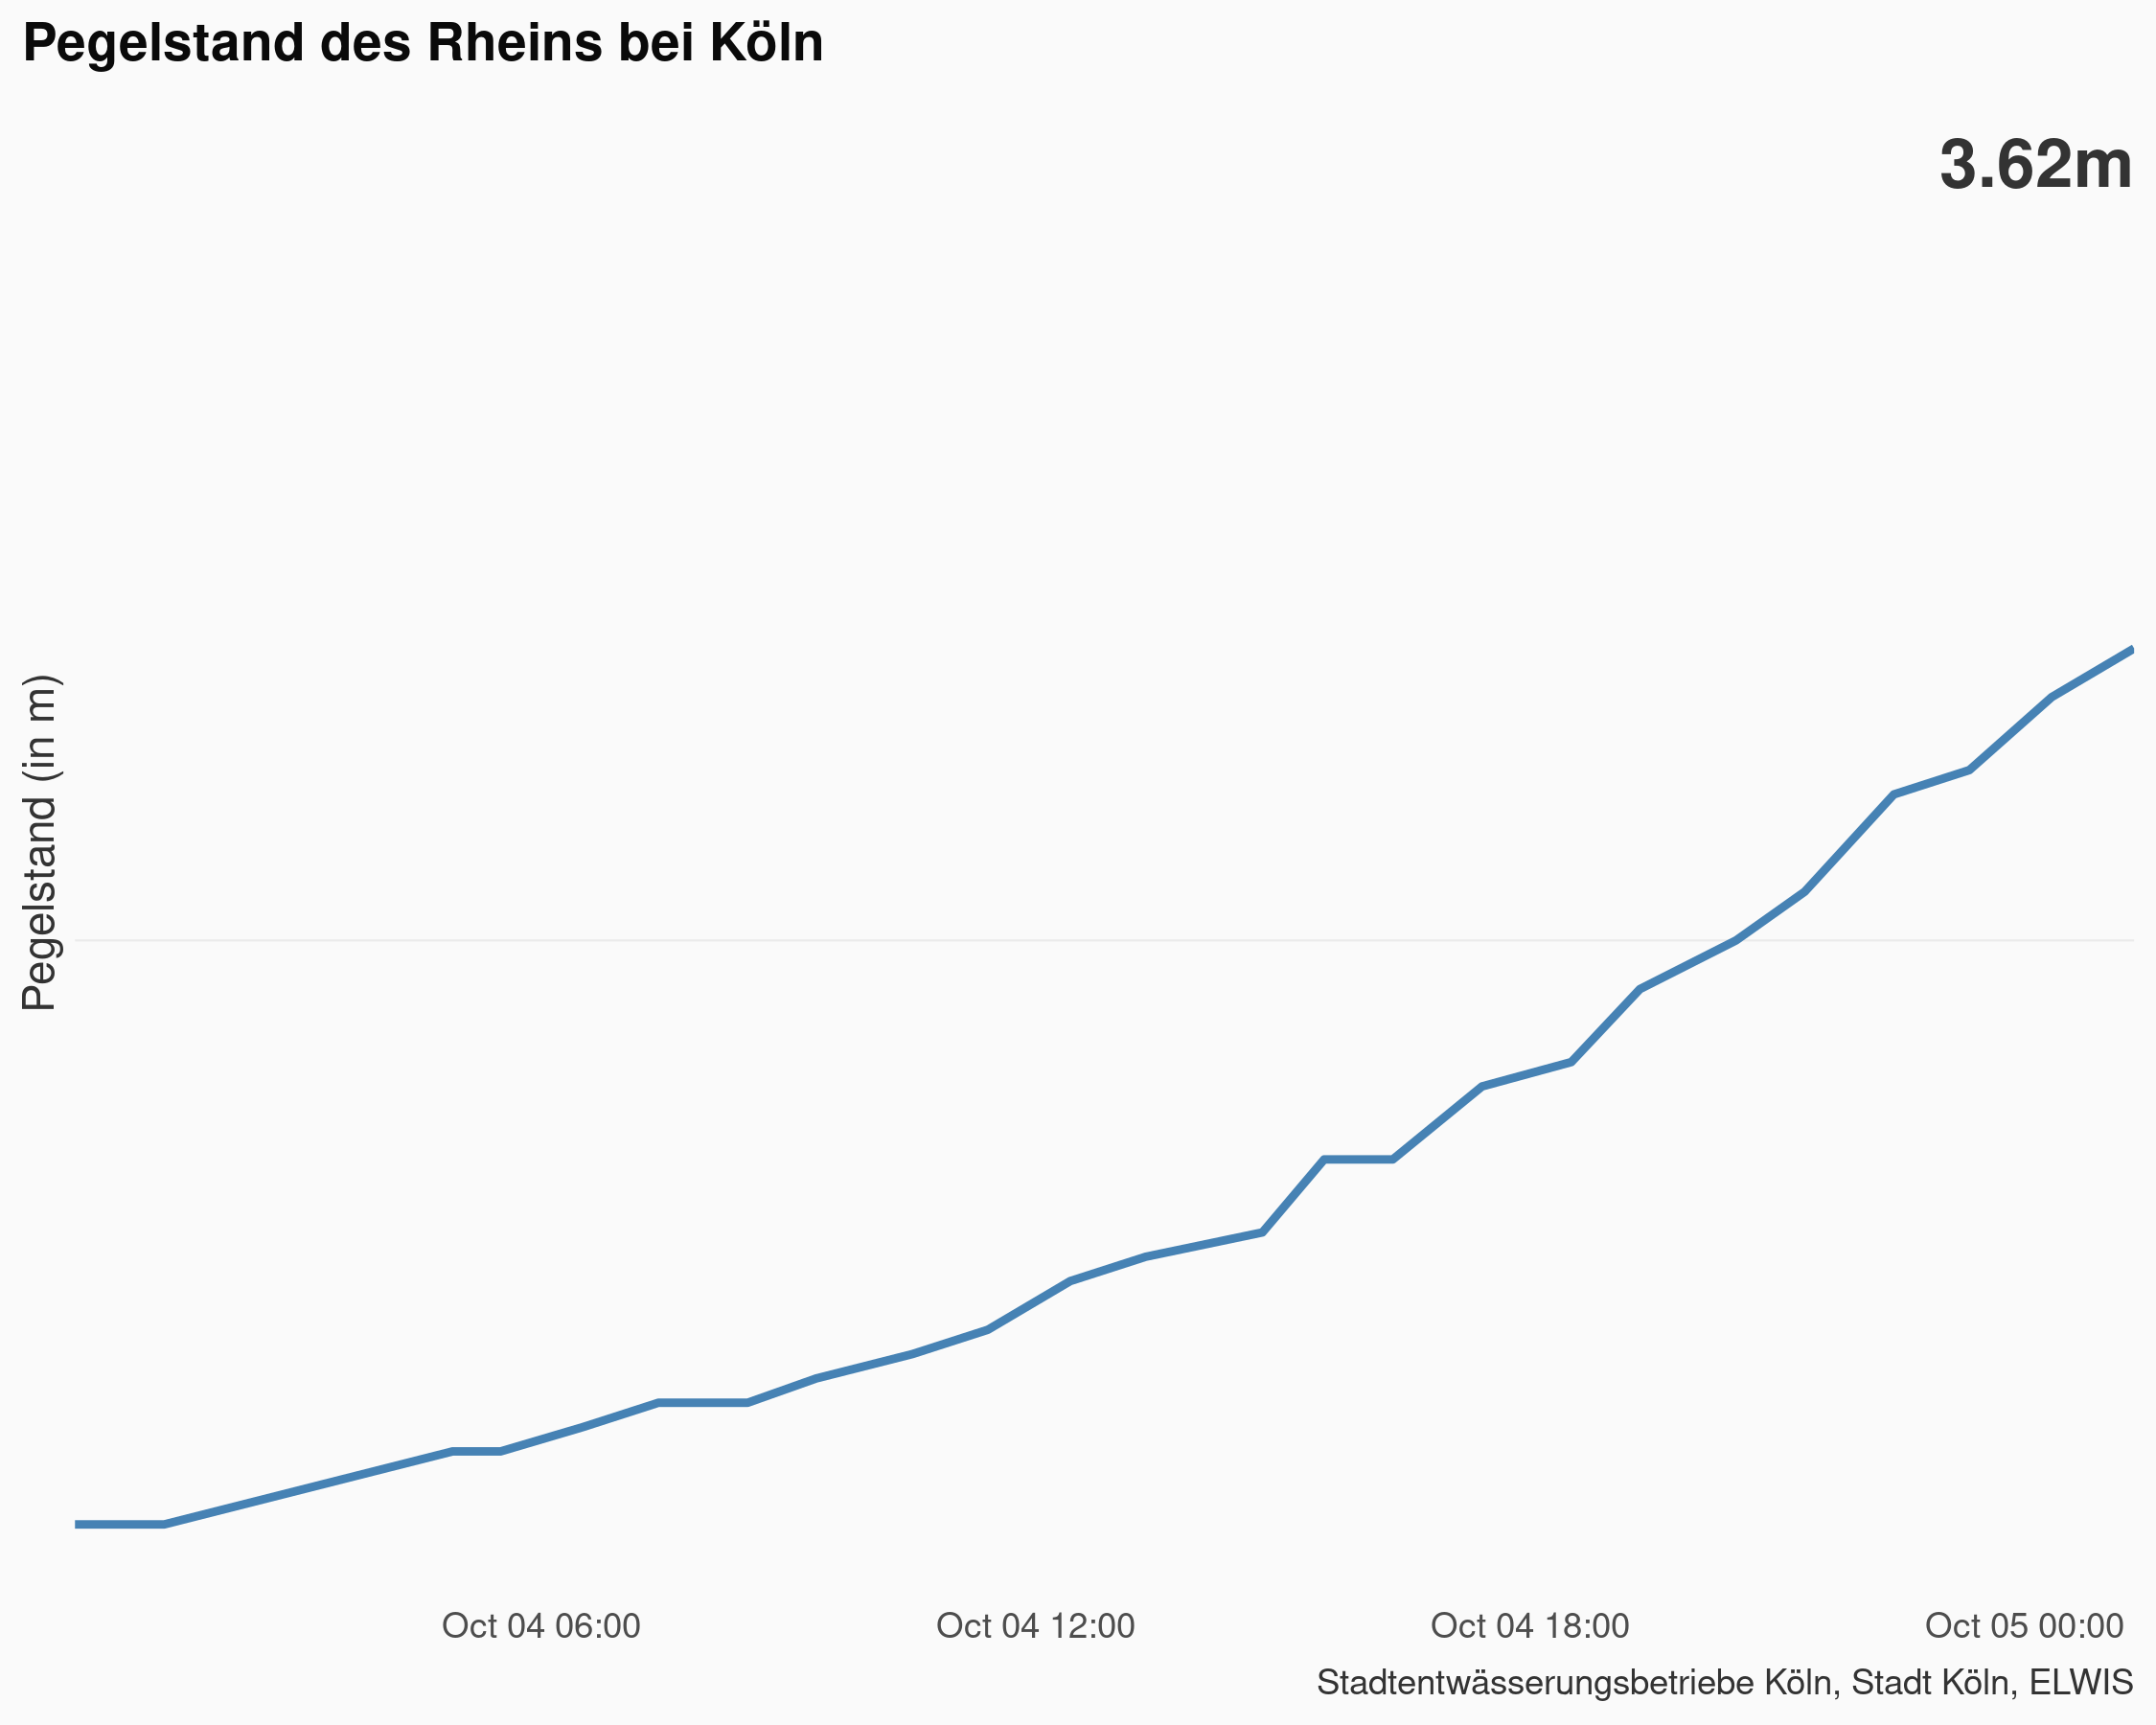 Pegelstand des Rheins bei Köln
3.62m
Pegelstand (in m)
Oct 04 06:00
Oct 04 12:00
Oct 04 18:00
Oct 05 00:00
Stadtentwässerungsbetriebe Köln, Stadt Köln, ELWIS